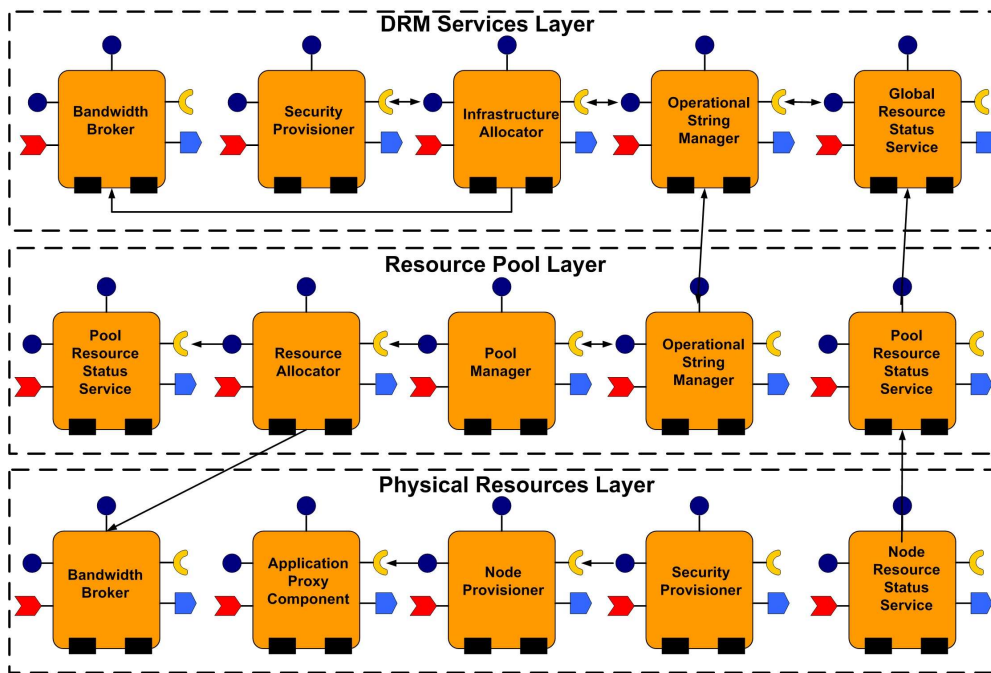 DRM Services Layer
Bandwidth
Broker
Security
Provisioner
Infrastructure
Allocator
Operational
String
Manager
Global
Resource
Status
Service
Resource Pool Layer
Pool
Resource
Status
Service
Resource
Allocator
Pool
Manager
Operational
String
Manager
Pool
Resource
Status
Service
Physical Resources Layer
Bandwidth
Broker
Application
Proxy
Component
Node
Provisioner
Security
Provisioner
Node
Resource
Status
Service